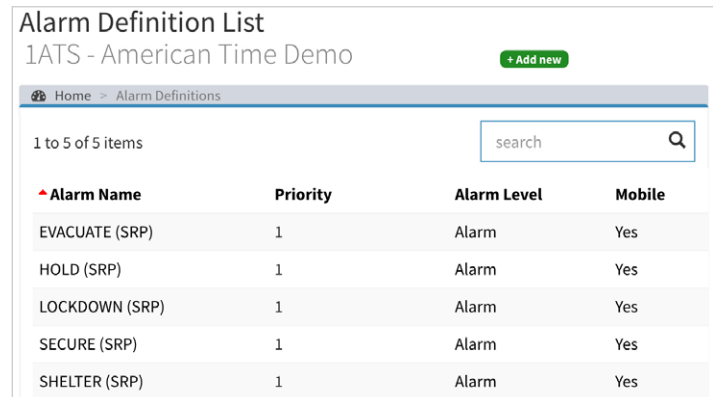 Alarm Definition List
1ATS - American Time Demo
+ Add new
Home > Alarm Definitions
1 to 5 of 5 items
search
Alarm Name Priority Alarm Level Mobile
EVACUATE (SRP) 1 Alarm Yes
HOLD (SRP) 1 Alarm Yes
LOCKDOWN (SRP) 1 Alarm Yes
SECURE (SRP) 1 Alarm Yes
SHELTER (SRP) 1 Alarm Yes